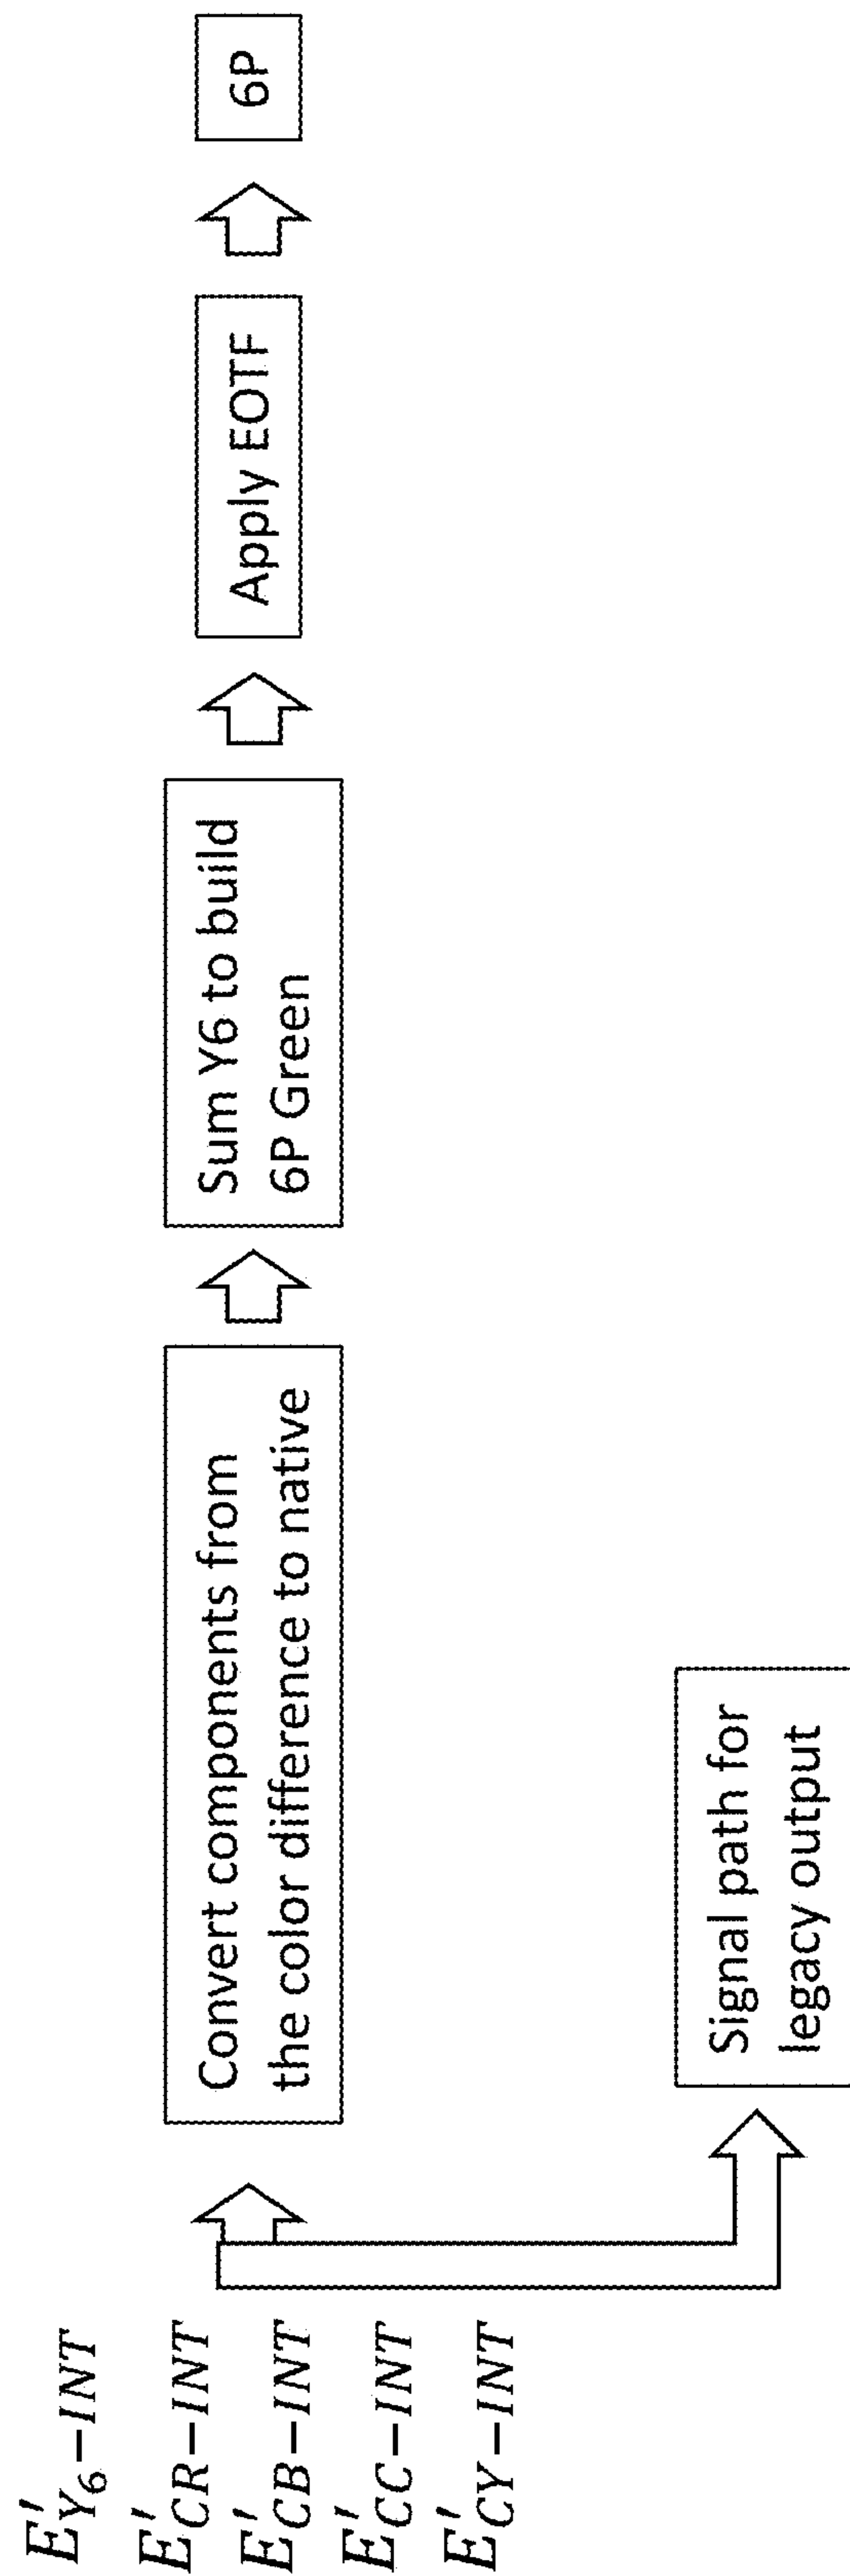 E'Y₆−INT
E'CR−INT
E'CB−INT
E'CC−INT
E'CY−INT
Convert components from
the color difference to native
Sum Y6 to build
6P Green
Apply EOTF
6P
Signal path for
legacy output